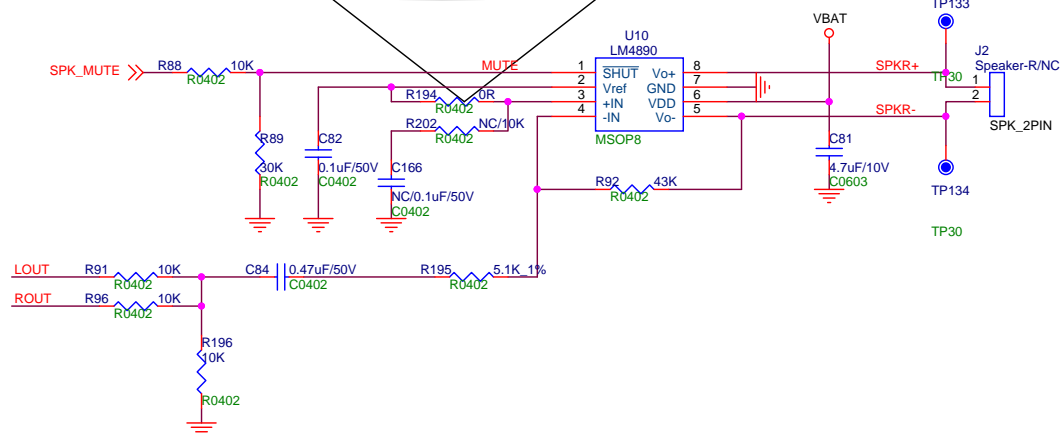 TP133
VBAT
U10
LM4890
J2
Speaker-R/NC
SPK_MUTE
R88
10K
R0402
MUTE
1
SHUT
Vo+
8
SPKR+
TP30
2
Vref
GND
7
1
R194
0R
R0402
3
+IN
VDD
6
2
4
-IN
Vo-
5
SPKR-
R202
NC/10K
R0402
MSOP8
SPK_2PIN
R89
30K
R0402
C82
0.1uF/50V
C0402
C166
NC/0.1uF/50V
C0402
C81
4.7uF/10V
C0603
R92
43K
R0402
TP134
TP30
LOUT
R91
10K
R0402
C84
0.47uF/50V
C0402
R195
5.1K_1%
R0402
ROUT
R96
10K
R0402
R196
10K
R0402